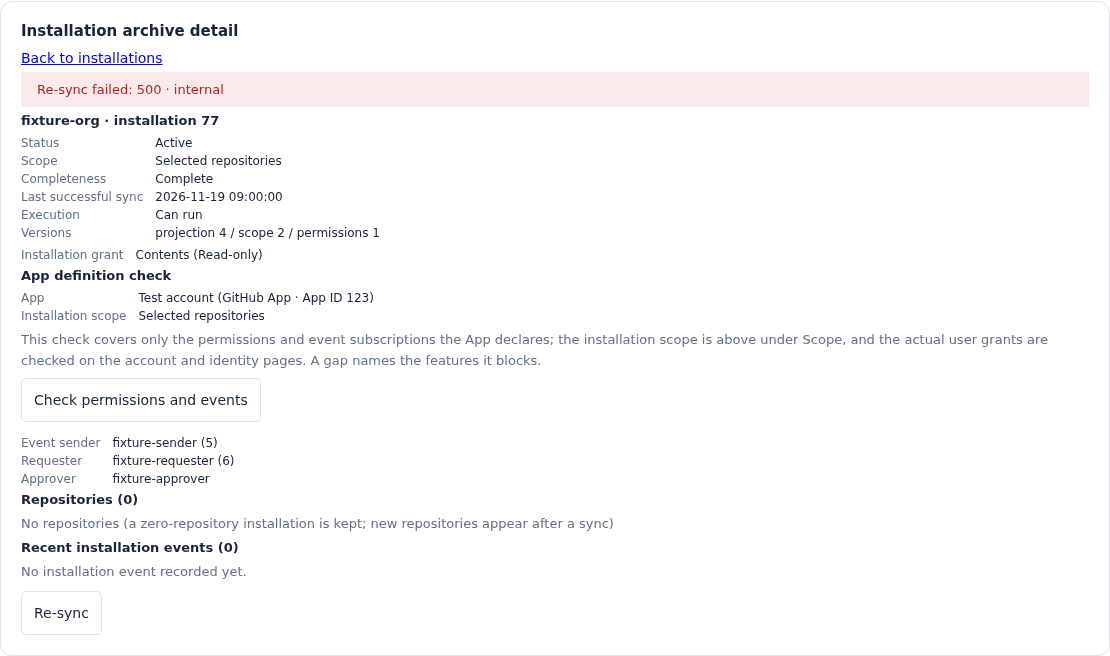 Installation archive detail
Back to installations
Re-sync failed: 500 · internal
fixture-org · installation 77
Status Active
Scope Selected repositories
Completeness Complete
Last successful sync 2026-11-19 09:00:00
Execution Can run
Versions projection 4 / scope 2 / permissions 1
Installation grant Contents (Read-only)
App definition check
App Test account (GitHub App · App ID 123)
Installation scope Selected repositories
This check covers only the permissions and event subscriptions the App declares; the installation scope is above under Scope, and the actual user grants are
checked on the account and identity pages. A gap names the features it blocks.
Check permissions and events
Event sender fixture-sender (5)
Requester fixture-requester (6)
Approver fixture-approver
Repositories (0)
No repositories (a zero-repository installation is kept; new repositories appear after a sync)
Recent installation events (0)
No installation event recorded yet.
Re-sync